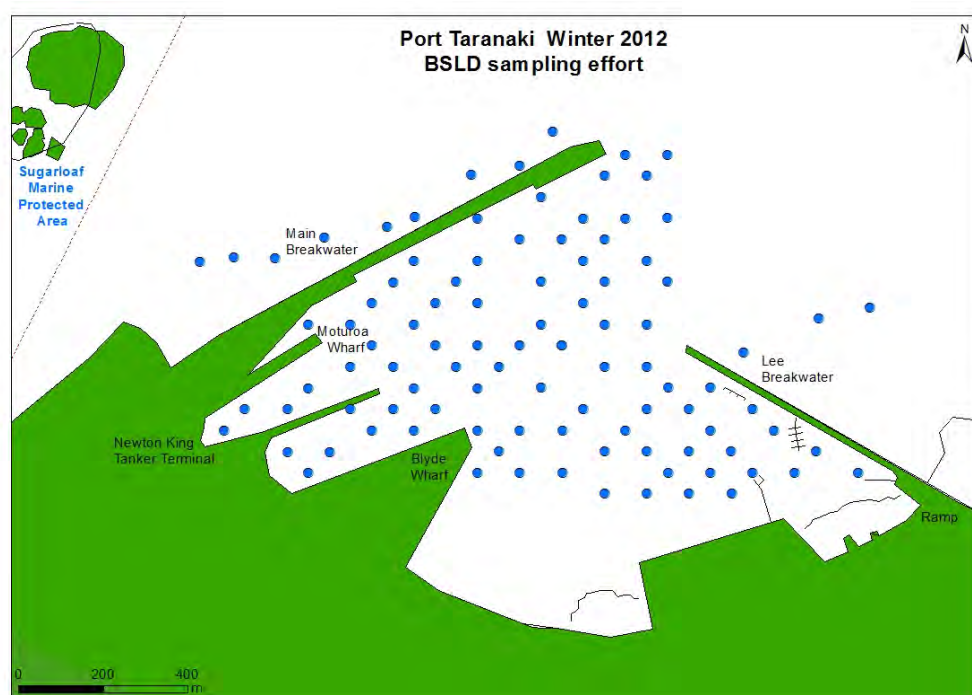 Port Taranaki Winter 2012
BSLD sampling effort
N
Sugarloaf
Marine
Protected
Area
Main
Breakwater
Moturoa
Wharf
Lee
Breakwater
Newton King
Tanker Terminal
Blyde
Wharf
Ramp
0 200 400
m